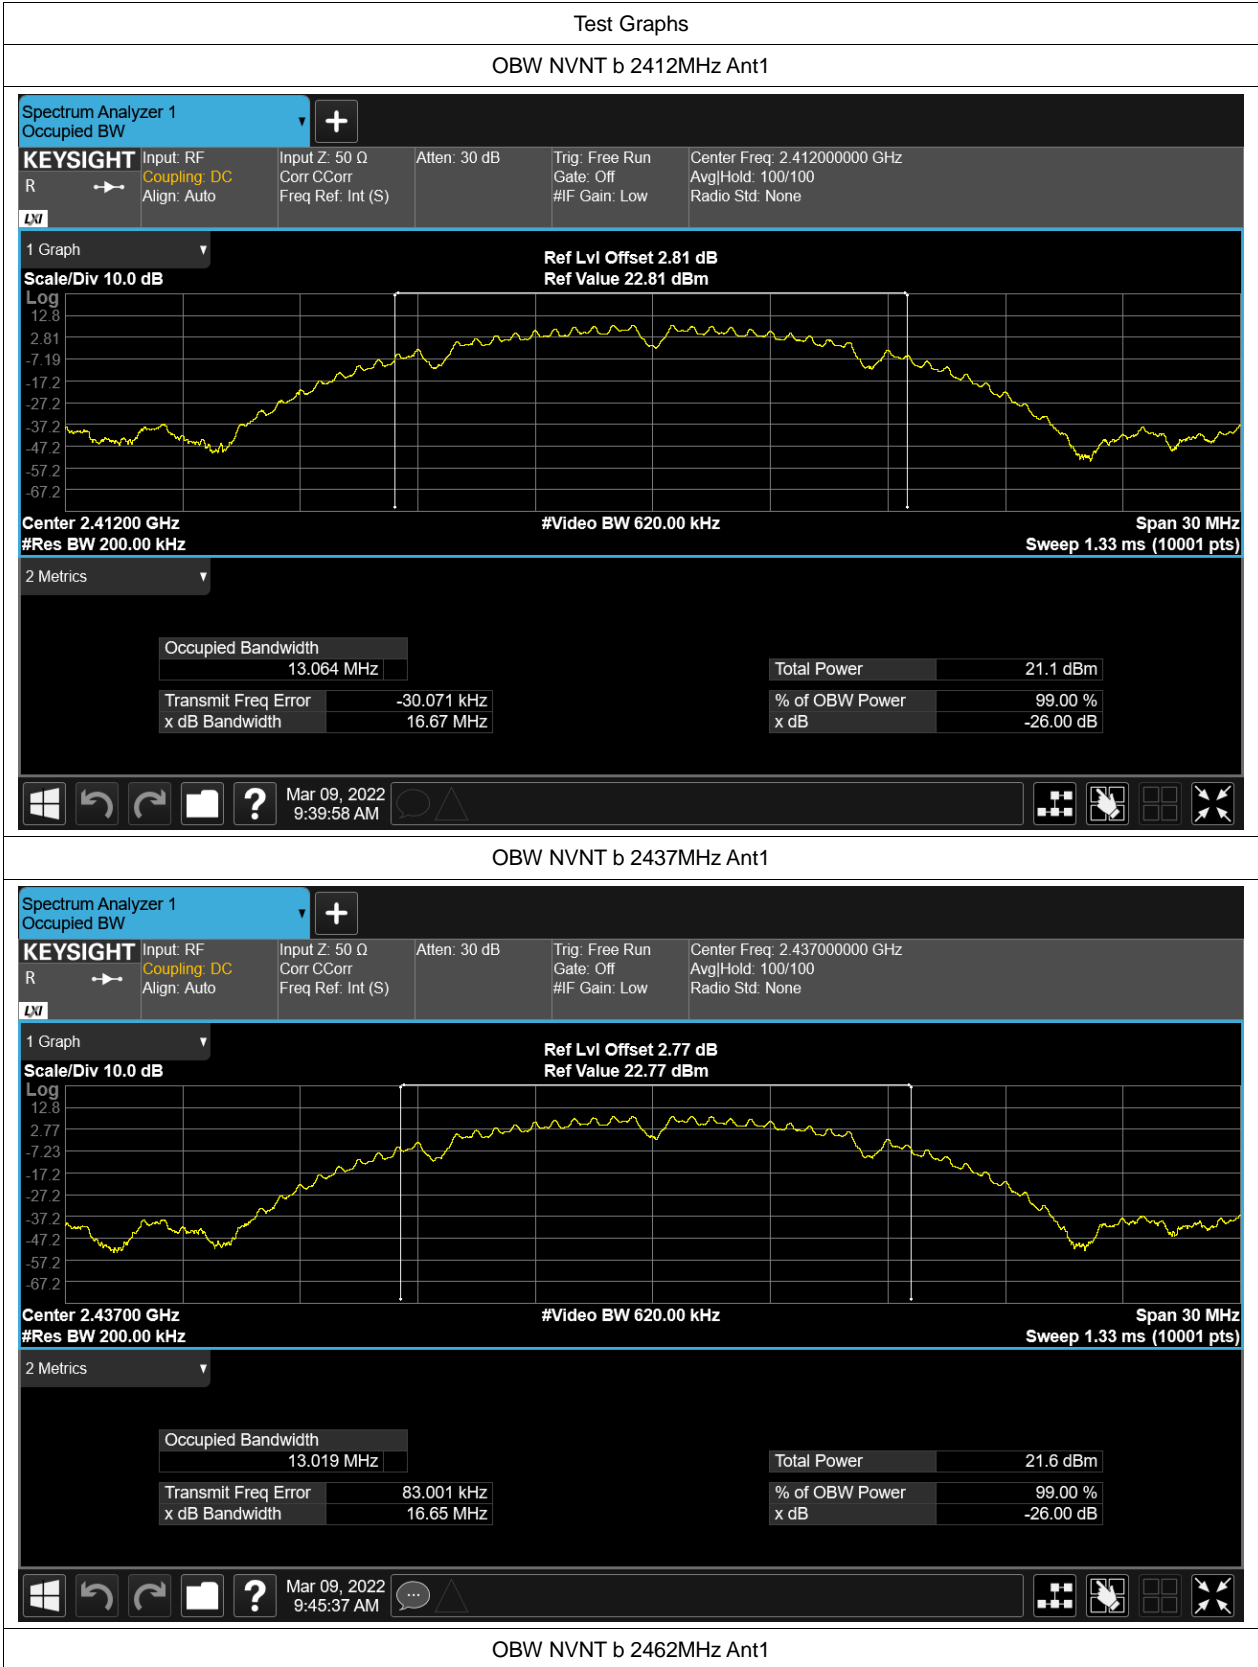 Test Graphs
OBW NVNT b 2412MHz Ant1
Spectrum Analyzer 1
Occupied BW
KEYSIGHT Input: RF Input Z: 50 Ω Atten: 30 dB Trig: Free Run Center Freq: 2.412000000 GHz
R Coupling: DC Corr CCorr Gate: Off Avg|Hold: 100/100
Align: Auto Freq Ref: Int (S) #IF Gain: Low Radio Std: None
LXI
1 Graph
Ref Lvl Offset 2.81 dB
Scale/Div 10.0 dB Ref Value 22.81 dBm
Log
12.8
2.81
-7.19
-17.2
-27.2
-37.2
-47.2
-57.2
-67.2
Center 2.41200 GHz #Video BW 620.00 kHz Span 30 MHz
#Res BW 200.00 kHz Sweep 1.33 ms (10001 pts)
2 Metrics
Occupied Bandwidth
13.064 MHz Total Power 21.1 dBm
Transmit Freq Error -30.071 kHz % of OBW Power 99.00 %
x dB Bandwidth 16.67 MHz x dB -26.00 dB
Mar 09, 2022
9:39:58 AM
OBW NVNT b 2437MHz Ant1
Spectrum Analyzer 1
Occupied BW
KEYSIGHT Input: RF Input Z: 50 Ω Atten: 30 dB Trig: Free Run Center Freq: 2.437000000 GHz
R Coupling: DC Corr CCorr Gate: Off Avg|Hold: 100/100
Align: Auto Freq Ref: Int (S) #IF Gain: Low Radio Std: None
LXI
1 Graph
Ref Lvl Offset 2.77 dB
Scale/Div 10.0 dB Ref Value 22.77 dBm
Log
12.8
2.77
-7.23
-17.2
-27.2
-37.2
-47.2
-57.2
-67.2
Center 2.43700 GHz #Video BW 620.00 kHz Span 30 MHz
#Res BW 200.00 kHz Sweep 1.33 ms (10001 pts)
2 Metrics
Occupied Bandwidth
13.019 MHz Total Power 21.6 dBm
Transmit Freq Error 83.001 kHz % of OBW Power 99.00 %
x dB Bandwidth 16.65 MHz x dB -26.00 dB
Mar 09, 2022
9:45:37 AM
OBW NVNT b 2462MHz Ant1